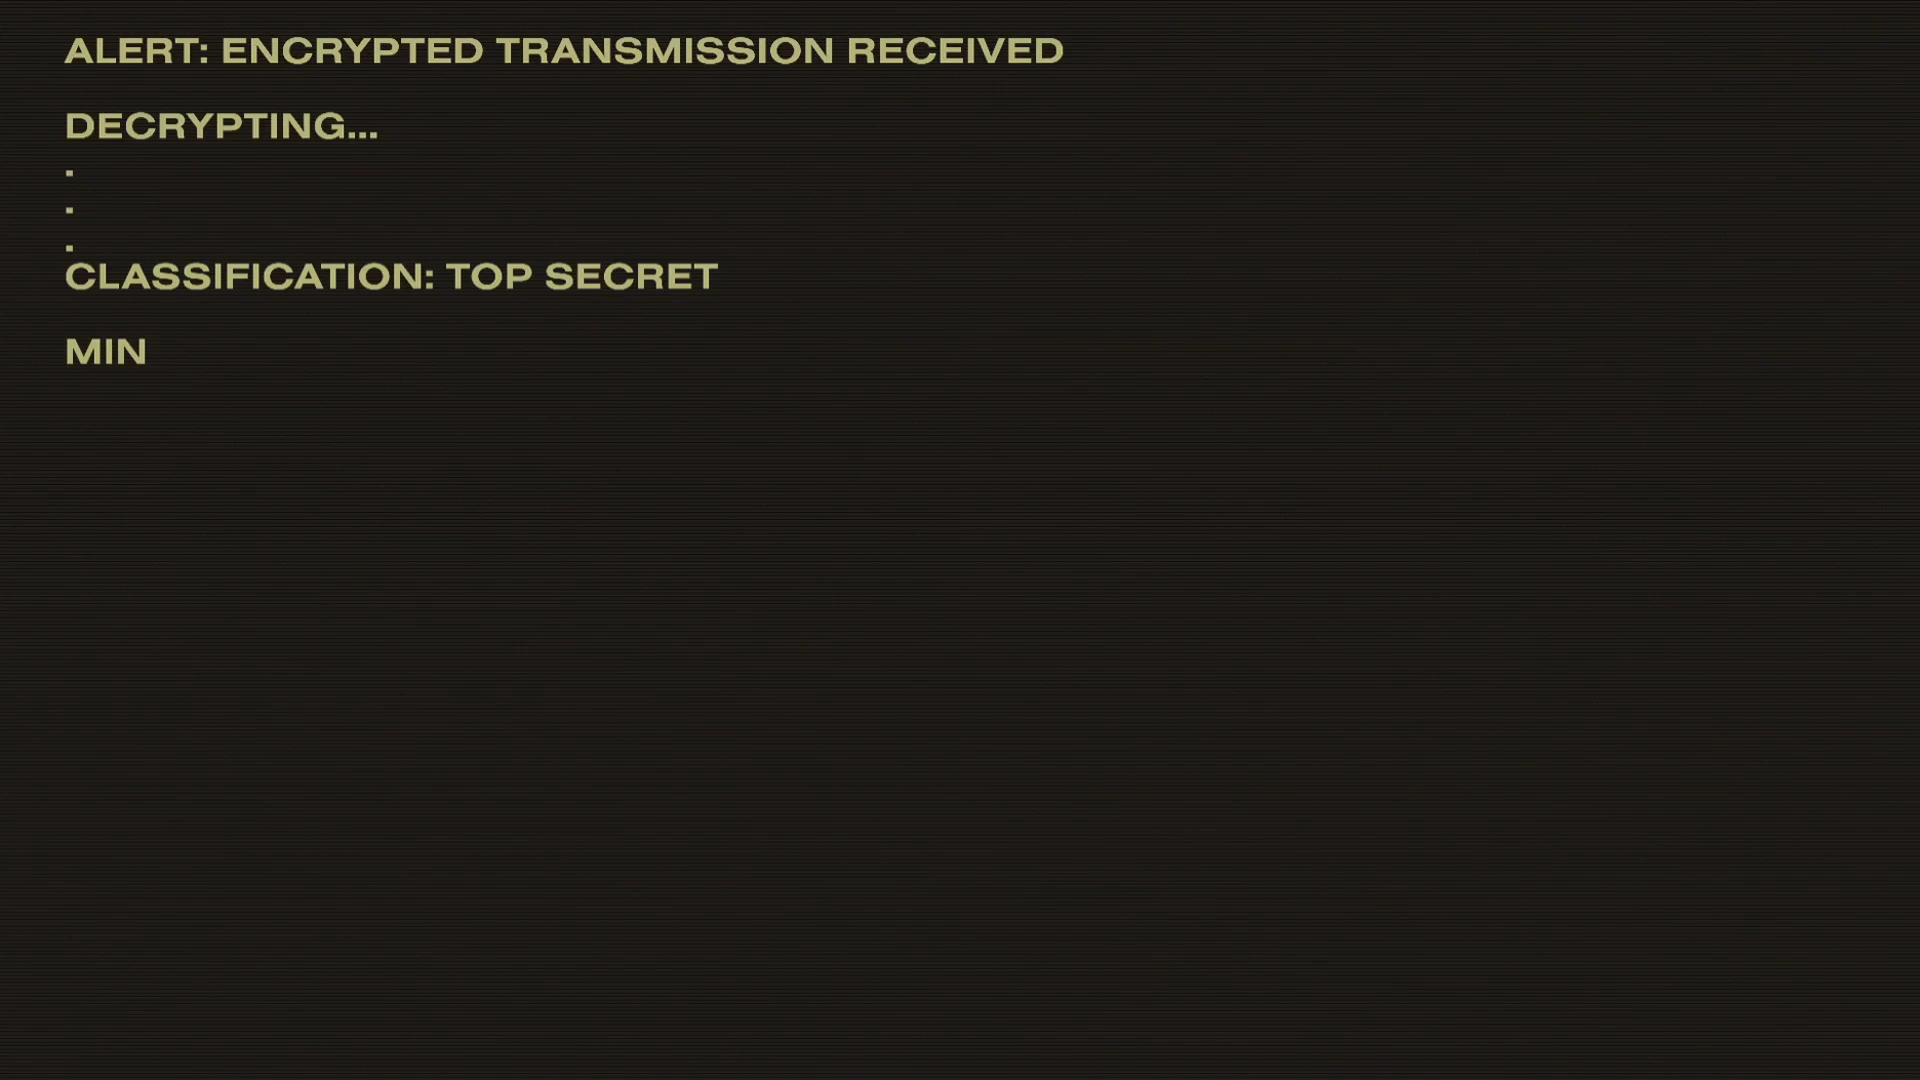 ALERT: ENCRYPTED TRANSMISSION RECEIVED
DECRYPTING...
.
.
.
CLASSIFICATION: TOP SECRET
MIN